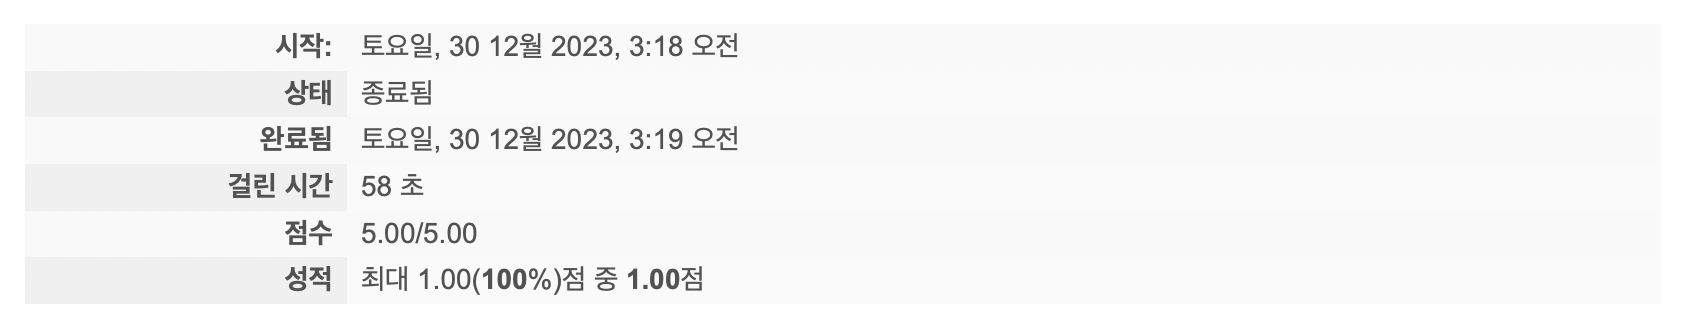 시작: 토요일, 30 12월 2023, 3:18 오전
상태 종료됨
완료됨 토요일, 30 12월 2023, 3:19 오전
걸린 시간 58 초
점수 5.00/5.00
성적 최대 1.00(100%)점 중 1.00점